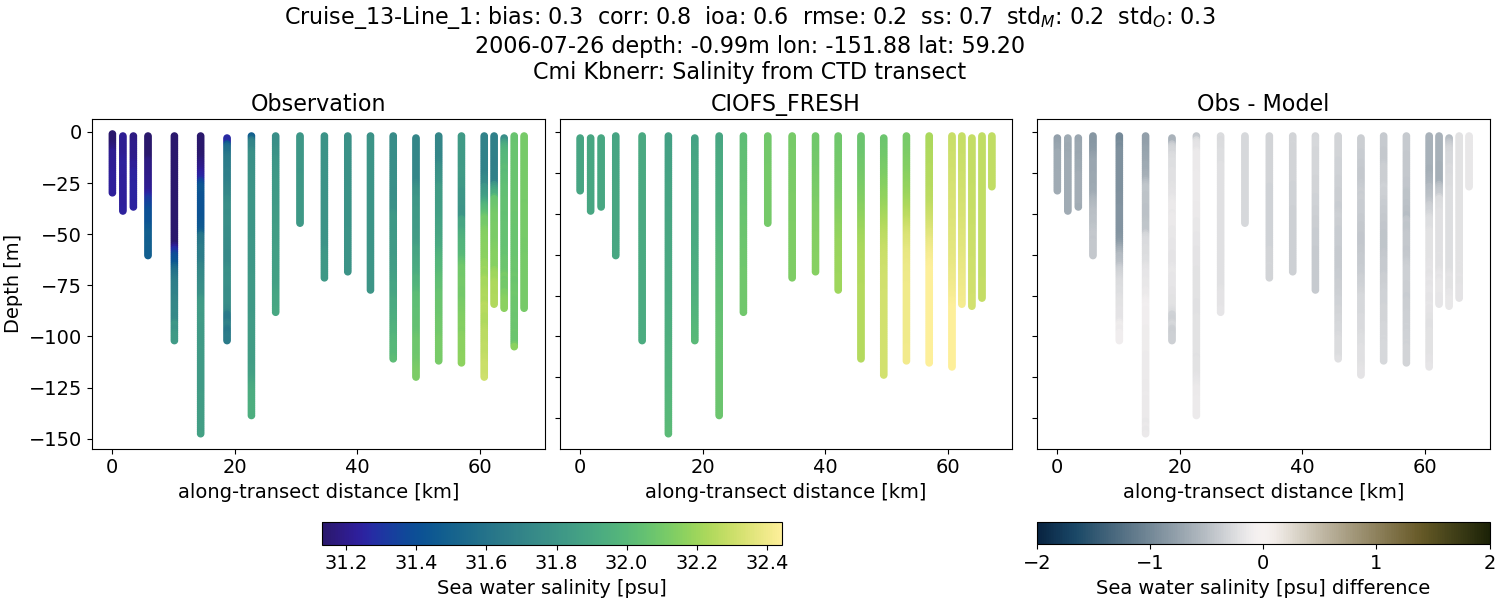 Cruise_13-Line_1: bias: 0.3 corr: 0.8 ioa: 0.6 rmse: 0.2 ss: 0.7 std_M: 0.2 std_O: 0.3
2006-07-26 depth: -0.99m lon: -151.88 lat: 59.20
Cmi Kbnerr: Salinity from CTD transect
Observation
CIOFS_FRESH
Obs - Model
Depth [m]
0
−25
−50
−75
−100
−125
−150
0 20 40 60
0 20 40 60
0 20 40 60
along-transect distance [km]
along-transect distance [km]
along-transect distance [km]
31.2 31.4 31.6 31.8 32.0 32.2 32.4
Sea water salinity [psu]
−2 −1 0 1 2
Sea water salinity [psu] difference